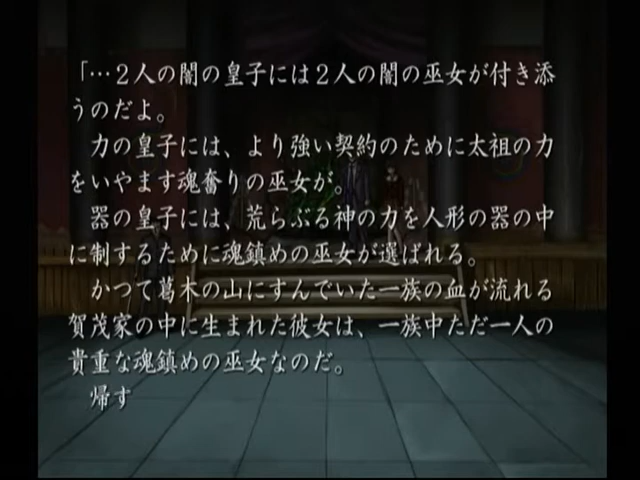 「…２人の闇の皇子には２人の闇の巫女が付き添
うのだよ。
　力の皇子には、より強い契約のために太祖の力
をいやます魂奮りの巫女が。
　器の皇子には、荒らぶる神の力を人形の器の中
に制するために魂鎮めの巫女が選ばれる。
　かつて葛木の山にすんでいた一族の血が流れる
賀茂家の中に生まれた彼女は、一族中ただ一人の
貴重な魂鎮めの巫女なのだ。
　帰す